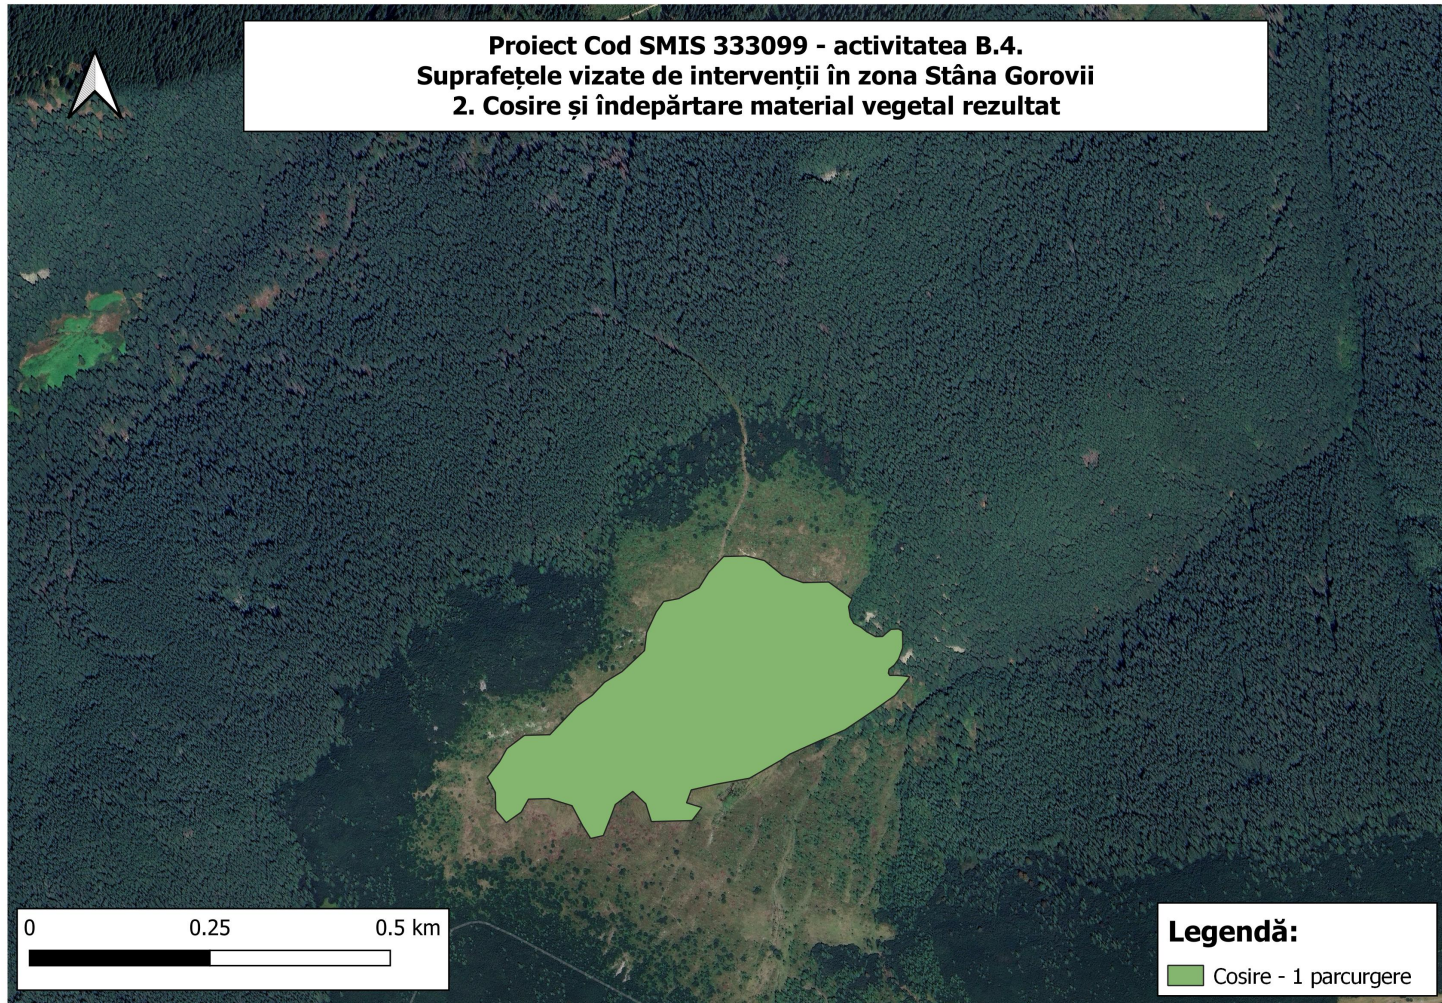 Proiect Cod SMIS 333099 - activitatea B.4.
Suprafețele vizate de intervenții în zona Stâna Gorovii
2. Cosire și îndepărtare material vegetal rezultat
0 0.25 0.5 km
Legendă:
Cosire - 1 parcurgere